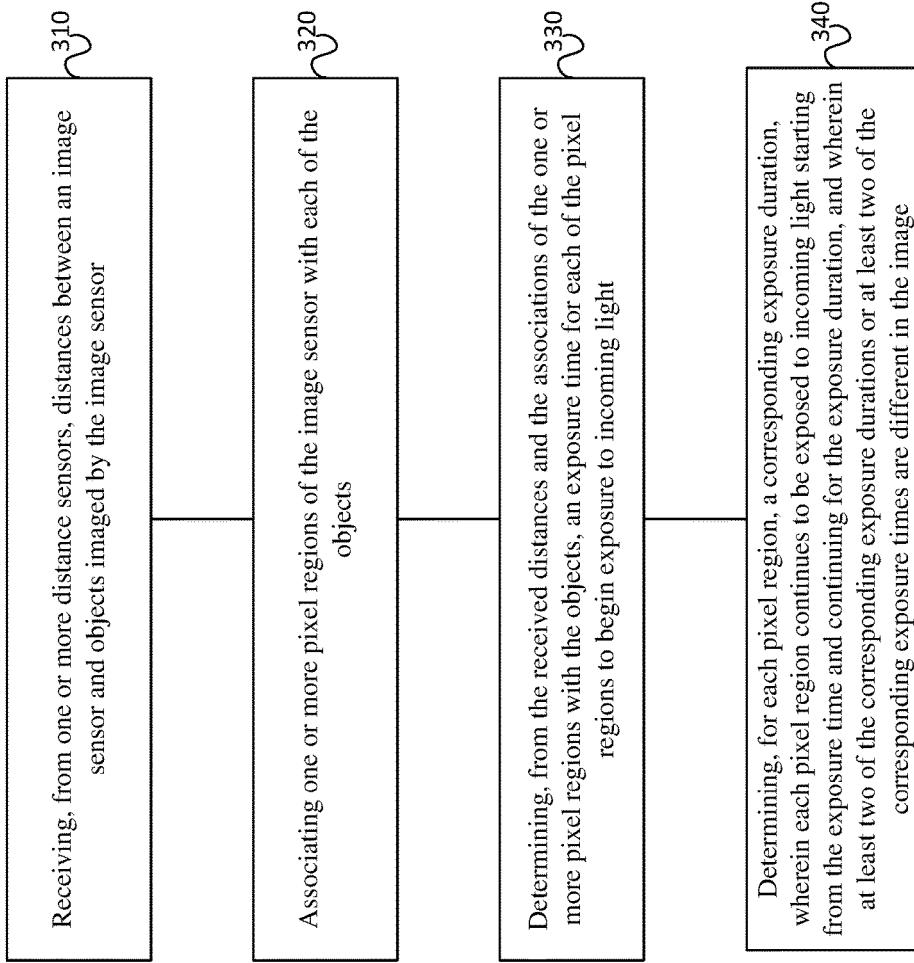 310
Receiving, from one or more distance sensors, distances between an image
sensor and objects imaged by the image sensor
320
Associating one or more pixel regions of the image sensor with each of the
objects
330
Determining, from the received distances and the associations of the one or
more pixel regions with the objects, an exposure time for each of the pixel
regions to begin exposure to incoming light
340
Determining, for each pixel region, a corresponding exposure duration,
wherein each pixel region continues to be exposed to incoming light starting
from the exposure time and continuing for the exposure duration, and wherein
at least two of the corresponding exposure durations or at least two of the
corresponding exposure times are different in the image